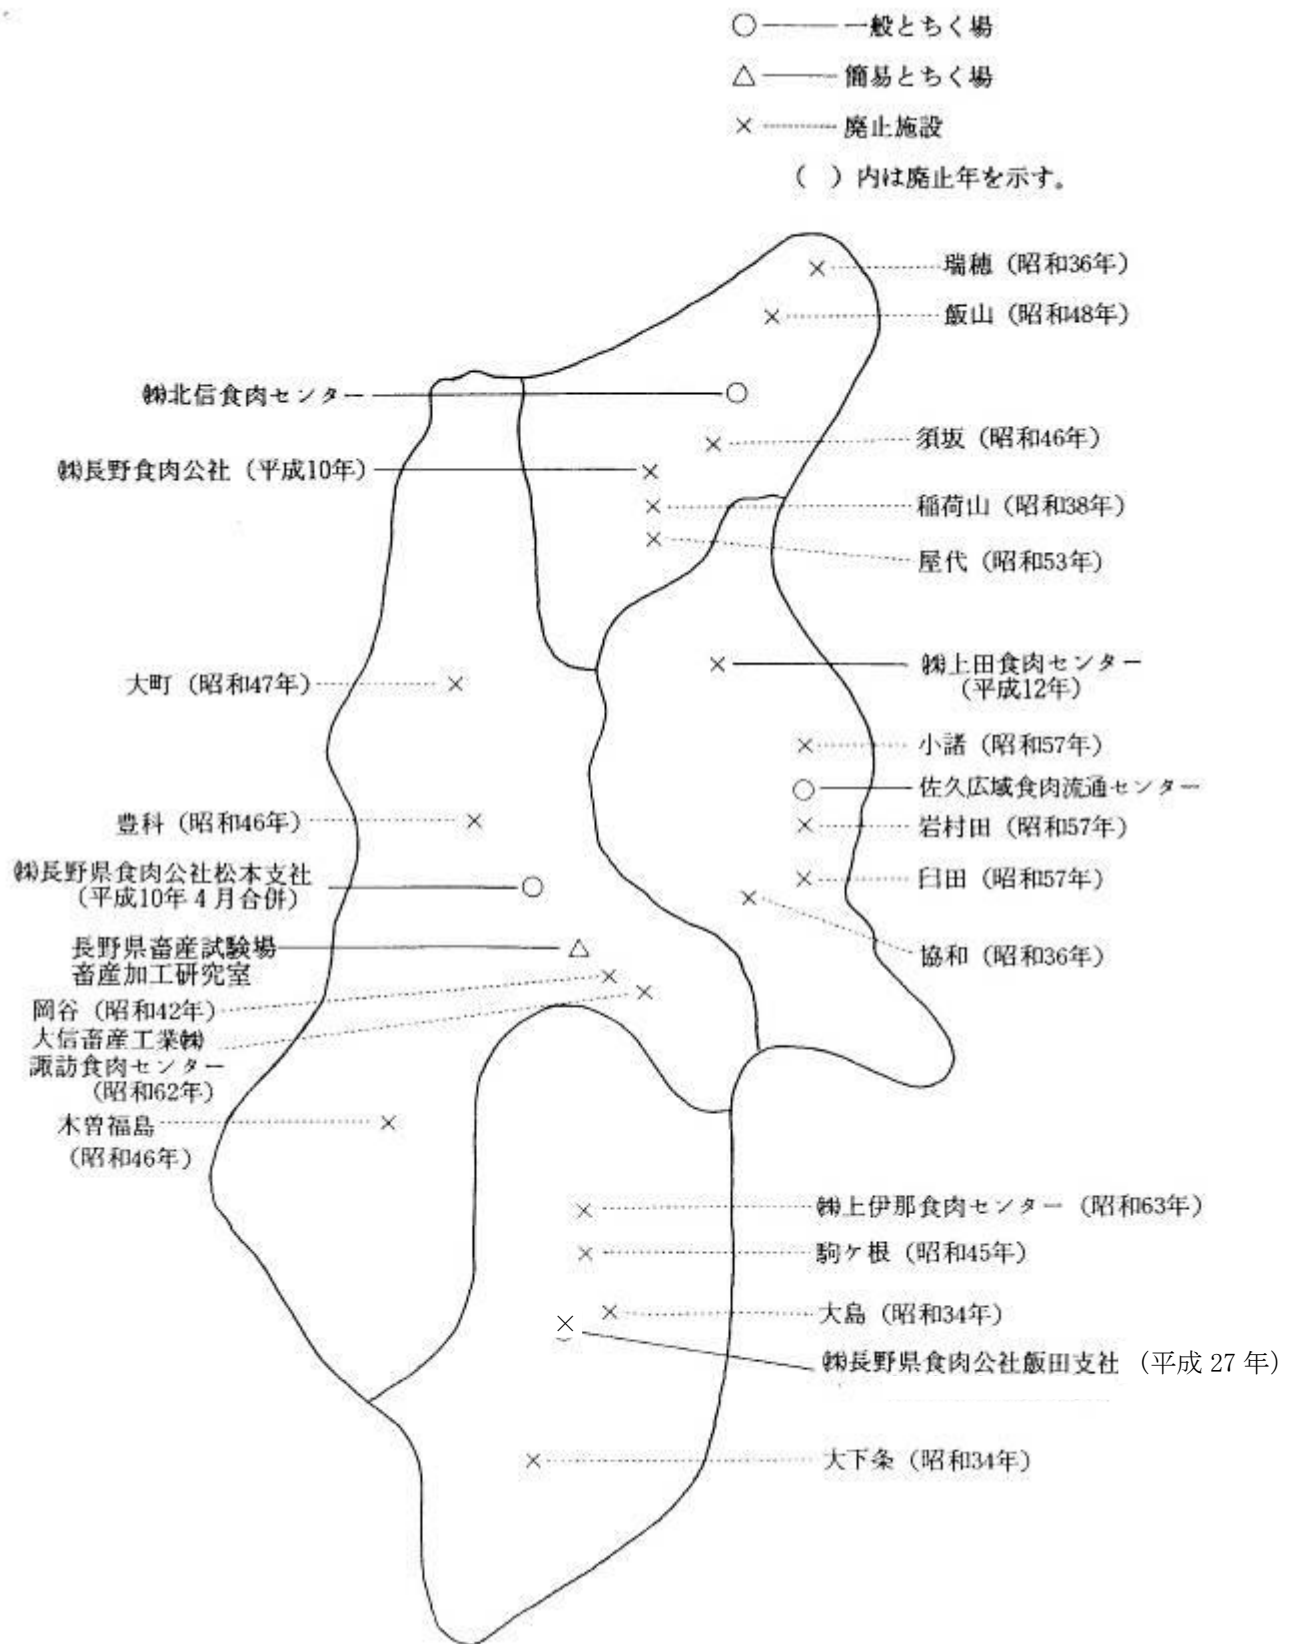 ○――― 一般とちく場
△――― 簡易とちく場
×……… 廃止施設
( )内は廃止年を示す。
瑞穂(昭和36年)
飯山(昭和48年)
㈱北信食肉センター
須坂(昭和46年)
㈱長野食肉公社(平成10年)
稲荷山(昭和38年)
屋代(昭和53年)
㈱上田食肉センター
(平成12年)
大町(昭和47年)
小諸(昭和57年)
佐久広域食肉流通センター
豊科(昭和46年)
岩村田(昭和57年)
㈱長野県食肉公社松本支社
(平成10年4月合併)
臼田(昭和57年)
長野県畜産試験場
畜産加工研究室
協和(昭和36年)
岡谷(昭和42年)
大信畜産工業㈱
諏訪食肉センター
(昭和62年)
木曽福島
(昭和46年)
㈱上伊那食肉センター(昭和63年)
駒ケ根(昭和45年)
大島(昭和34年)
㈱長野県食肉公社飯田支社 (平成 27 年)
大下条(昭和34年)